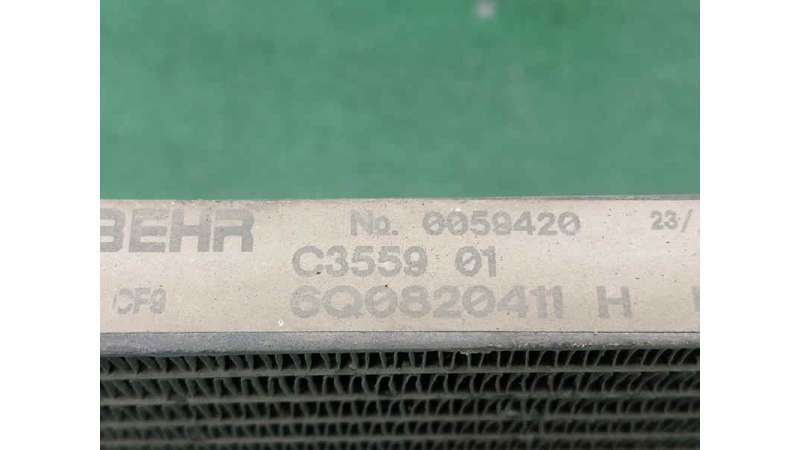 BEHR No. 0059420 23/
C3559 01
CF9 6Q0820411 H